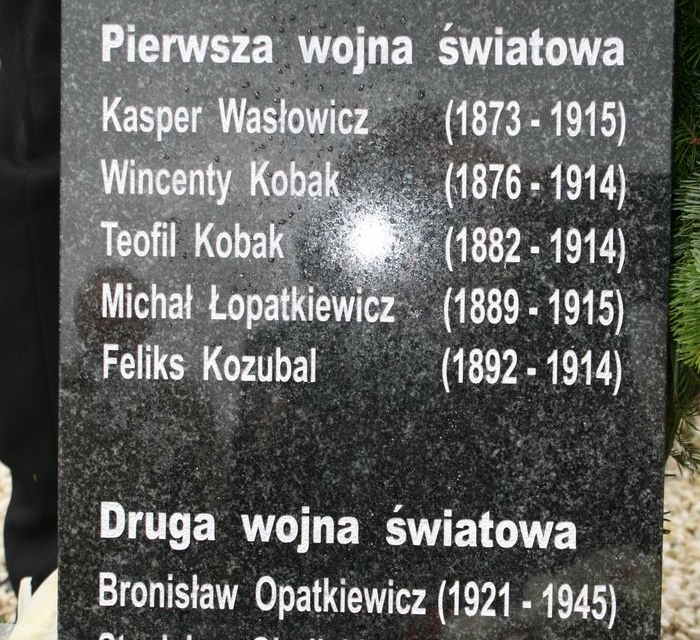 Pierwsza wojna światowa
Kasper Wasłowicz (1873 - 1915)
Wincenty Kobak (1876 - 1914)
Teofil Kobak (1882 - 1914)
Michał Łopatkiewicz (1889 - 1915)
Feliks Kozubal (1892 - 1914)
Druga wojna światowa
Bronisław Opatkiewicz (1921 - 1945)